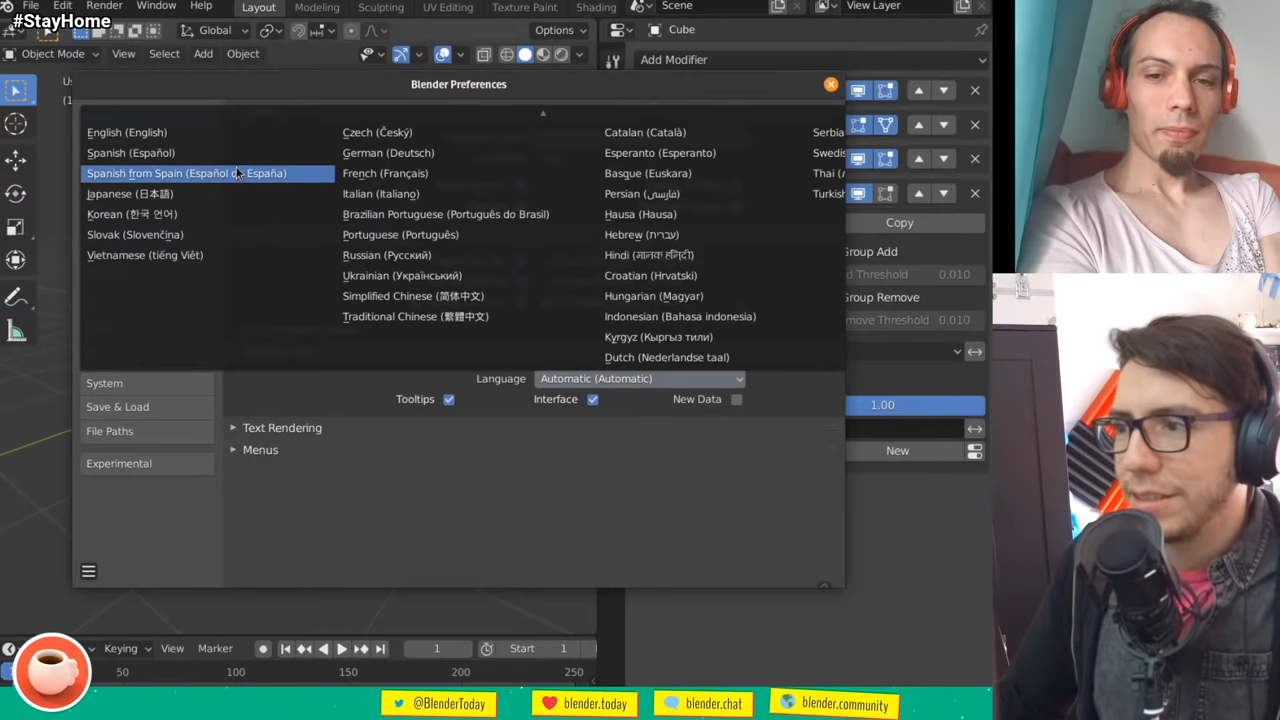 #StayHome
Render Window Help
Layout Modeling Sculpting UV Editing Texture Paint Shading
Scene
View Layer
Global
Options
Cube
Object Mode View Select Add Object
Add Modifier
Blender Preferences
English (English)
Spanish (Español)
Japanese (日本語)
Korean (한국 언어)
Slovak (Slovenčina)
Vietnamese (tiếng Việt)
Czech (Český)
German (Deutsch)
French (Français)
Italian (Italiano)
Brazilian Portuguese (Português do Brasil)
Portuguese (Português)
Russian (Русский)
Ukrainian (Український)
Simplified Chinese (简体中文)
Traditional Chinese (繁體中文)
Catalan (Català)
Esperanto (Esperanto)
Basque (Euskara)
Persian (فارسی)
Hausa (Hausa)
Hebrew (עברית)
Croatian (Hrvatski)
Hungarian (Magyar)
Indonesian (Bahasa indonesia)
Kyrgyz (Кыргыз тили)
Dutch (Nederlandse taal)
Spanish from Spain (Español España)
Copy
Group Add
Threshold 0.010
Group Remove
Threshold 0.010
Language Automatic (Automatic)
Tooltips Interface New Data
1.00
New
System
Save & Load
File Paths
Experimental
Text Rendering
Menus
Keying View Marker 1 Start 1
50 100 150 200 250
@BlenderToday blender.today blender.chat blender.community